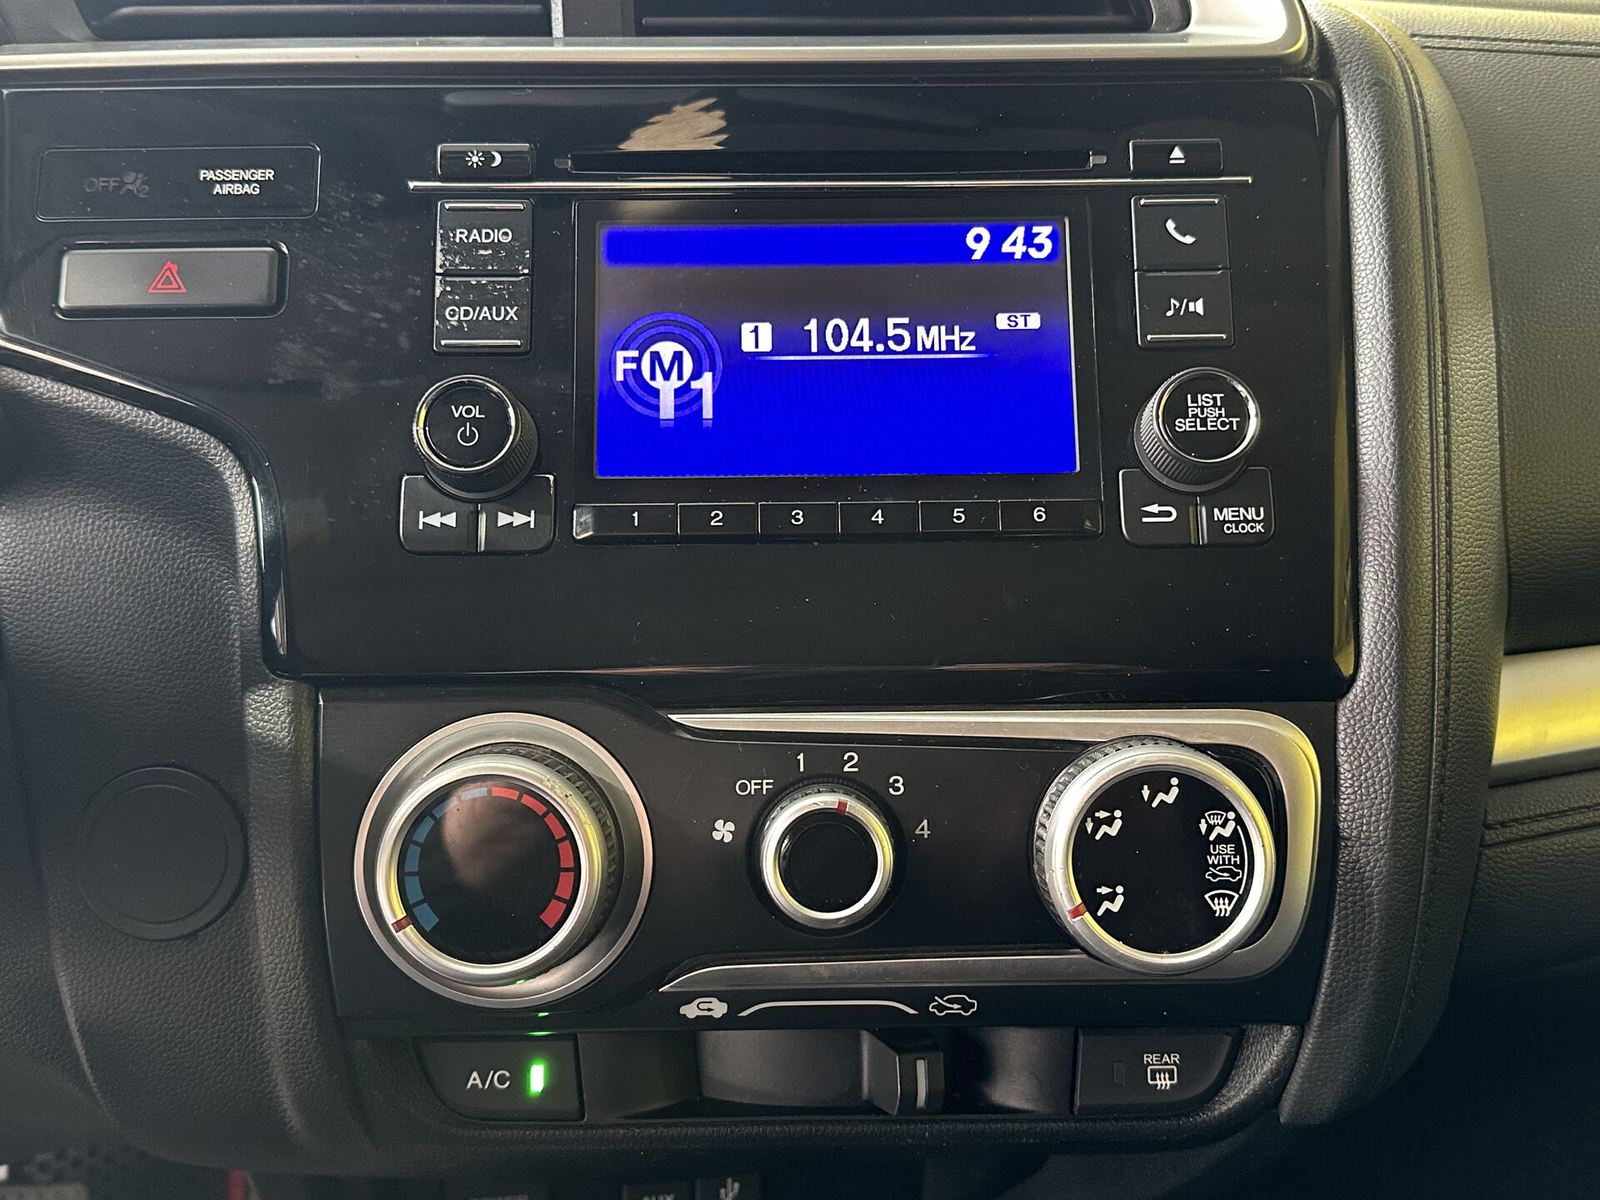 OFF
PASSENGER
AIRBAG
RADIO
CD/AUX
VOL
9 43
1 104.5 MHz ST
FM 1
LIST
PUSH
SELECT
1 2 3 4 5 6
MENU
CLOCK
OFF 1 2 3 4
USE
WITH
A/C
REAR